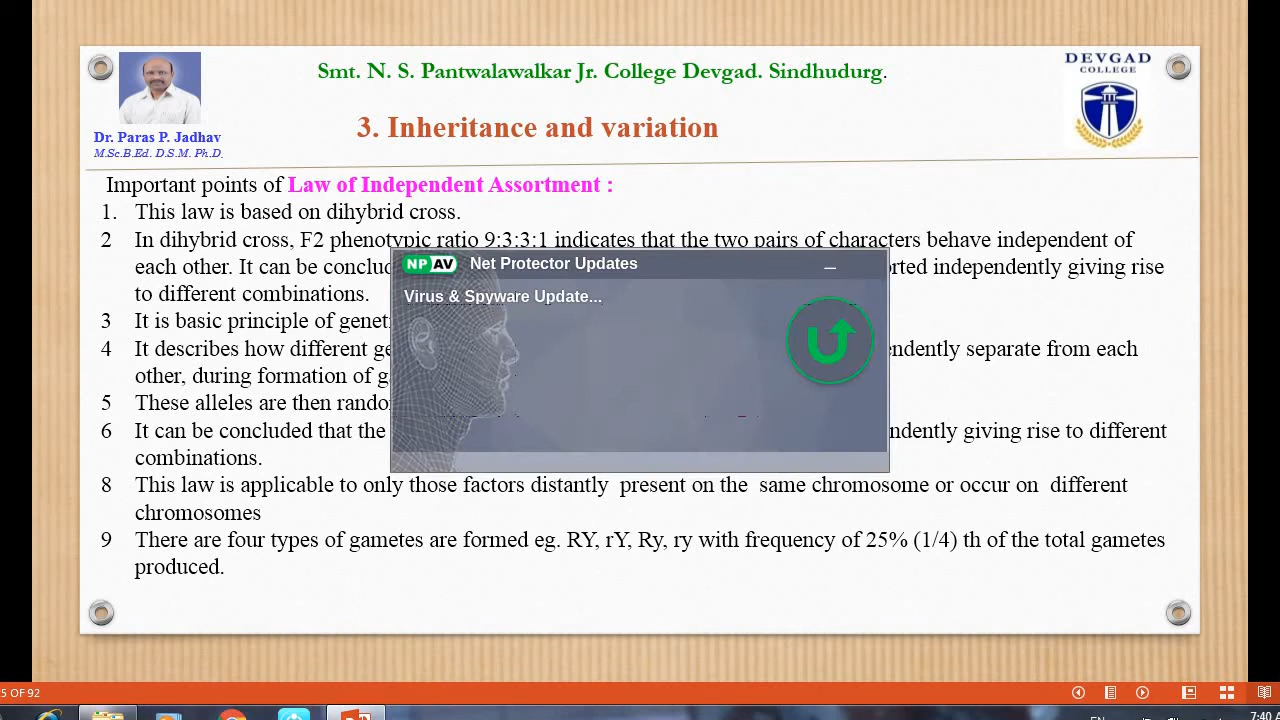 Smt. N. S. Pantwalawalkar Jr. College Devgad. Sindhudurg.
DEVGAD
COLLEGE
Dr. Paras P. Jadhav
M.Sc.B.Ed. D.S.M. Ph.D.
3. Inheritance and variation
Important points of Law of Independent Assortment :
1. This law is based on dihybrid cross.
2 In dihybrid cross, F2 phenotypic ratio 9:3:3:1 indicates that the two pairs of characters behave independent of
each other. It can be independently giving rise
to different combinations.
3 It is basic principle of
4 It describes how different separate from each
other, during formation of
5 These alleles are then
6 It can be concluded that the giving rise to different
combinations.
8 This law is applicable to only those factors distantly present on the same chromosome or occur on different
chromosomes
9 There are four types of gametes are formed eg. RY, rY, Ry, ry with frequency of 25% (1/4) th of the total gametes
produced.
NP AV Net Protector Updates
Virus & Spyware Update...
5 OF 92
7:40